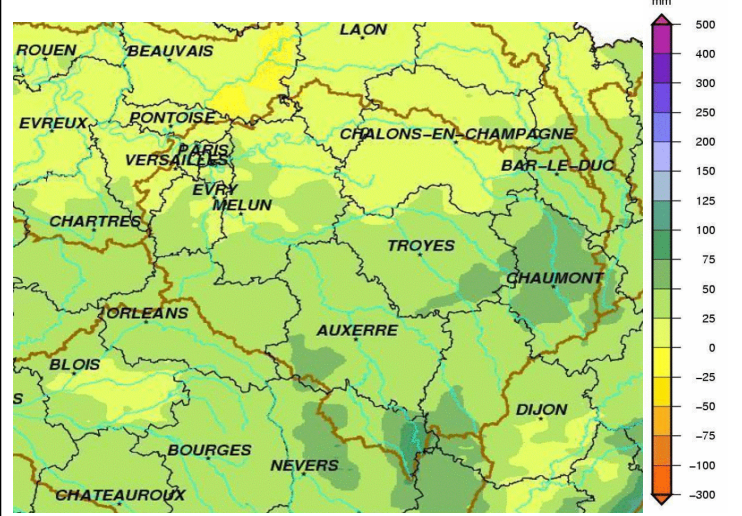 mm
LAON
ROUEN
BEAUVAIS
EVREUX
PONTOISE
CHALONS-EN-CHAMPAGNE
PARIS
VERSAILLES
BAR-LE-DUC
EVRY
MELUN
CHARTRES
TROYES
CHAUMONT
ORLEANS
AUXERRE
BLOIS
S
DIJON
BOURGES
NEVERS
CHATEAUROUX
500
400
300
250
200
150
125
100
75
50
25
0
-25
-50
-75
-100
-300